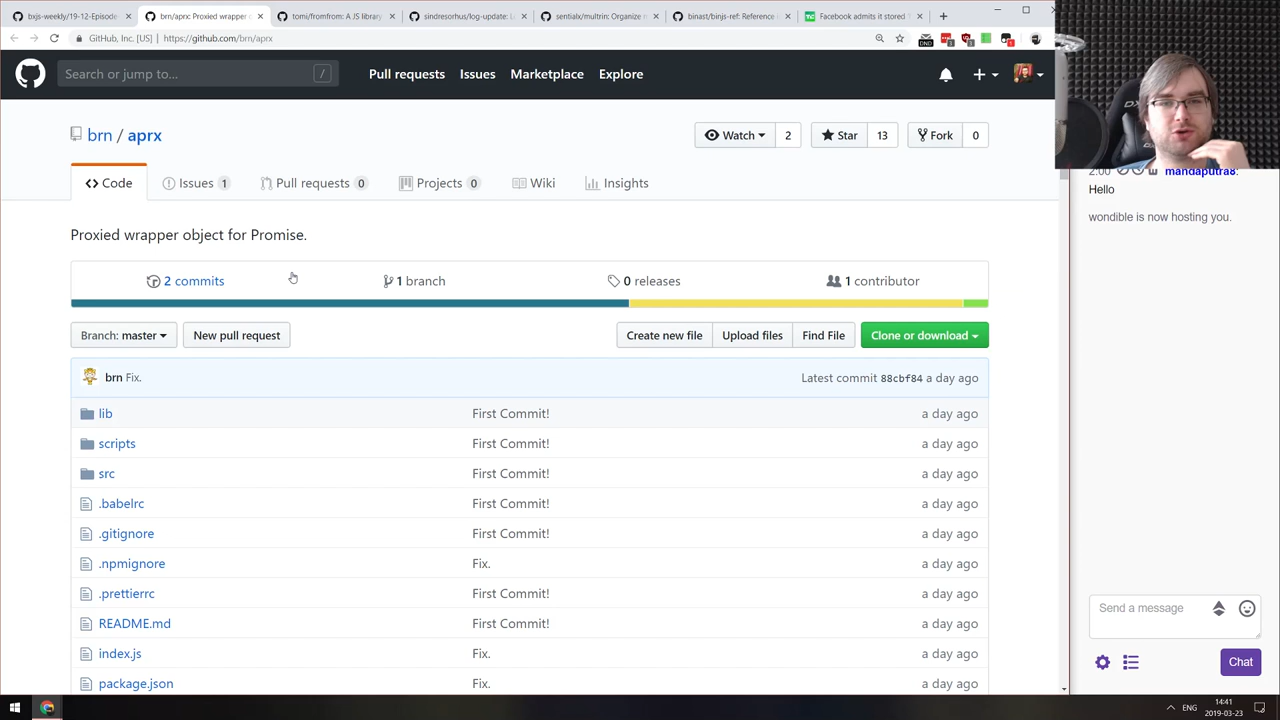 bxjs-weekly/19-12-Episode
brn/aprx: Proxied wrapper
tomi/fromfrom: A JS library
sindresorhus/log-update: L
sentialx/multrin: Organize
binast/binjs-ref: Reference
Facebook admits it stored
GitHub, Inc. [US] | https://github.com/brn/aprx
DND
Search or jump to... /
Pull requests Issues Marketplace Explore
brn / aprx
Watch 2 Star 13 Fork 0
Code Issues 1 Pull requests 0 Projects 0 Wiki Insights
Proxied wrapper object for Promise.
2 commits 1 branch 0 releases 1 contributor
Branch: master New pull request Create new file Upload files Find File Clone or download
brn Fix. Latest commit 88cbf84 a day ago
lib First Commit! a day ago
scripts First Commit! a day ago
src First Commit! a day ago
.babelrc First Commit! a day ago
.gitignore First Commit! a day ago
.npmignore Fix. a day ago
.prettierrc First Commit! a day ago
README.md First Commit! a day ago
index.js Fix. a day ago
package.json Fix. a day ago
2:00 mandaputra8:
Hello
wondible is now hosting you.
Send a message
Chat
ENG
14:41
2019-03-23